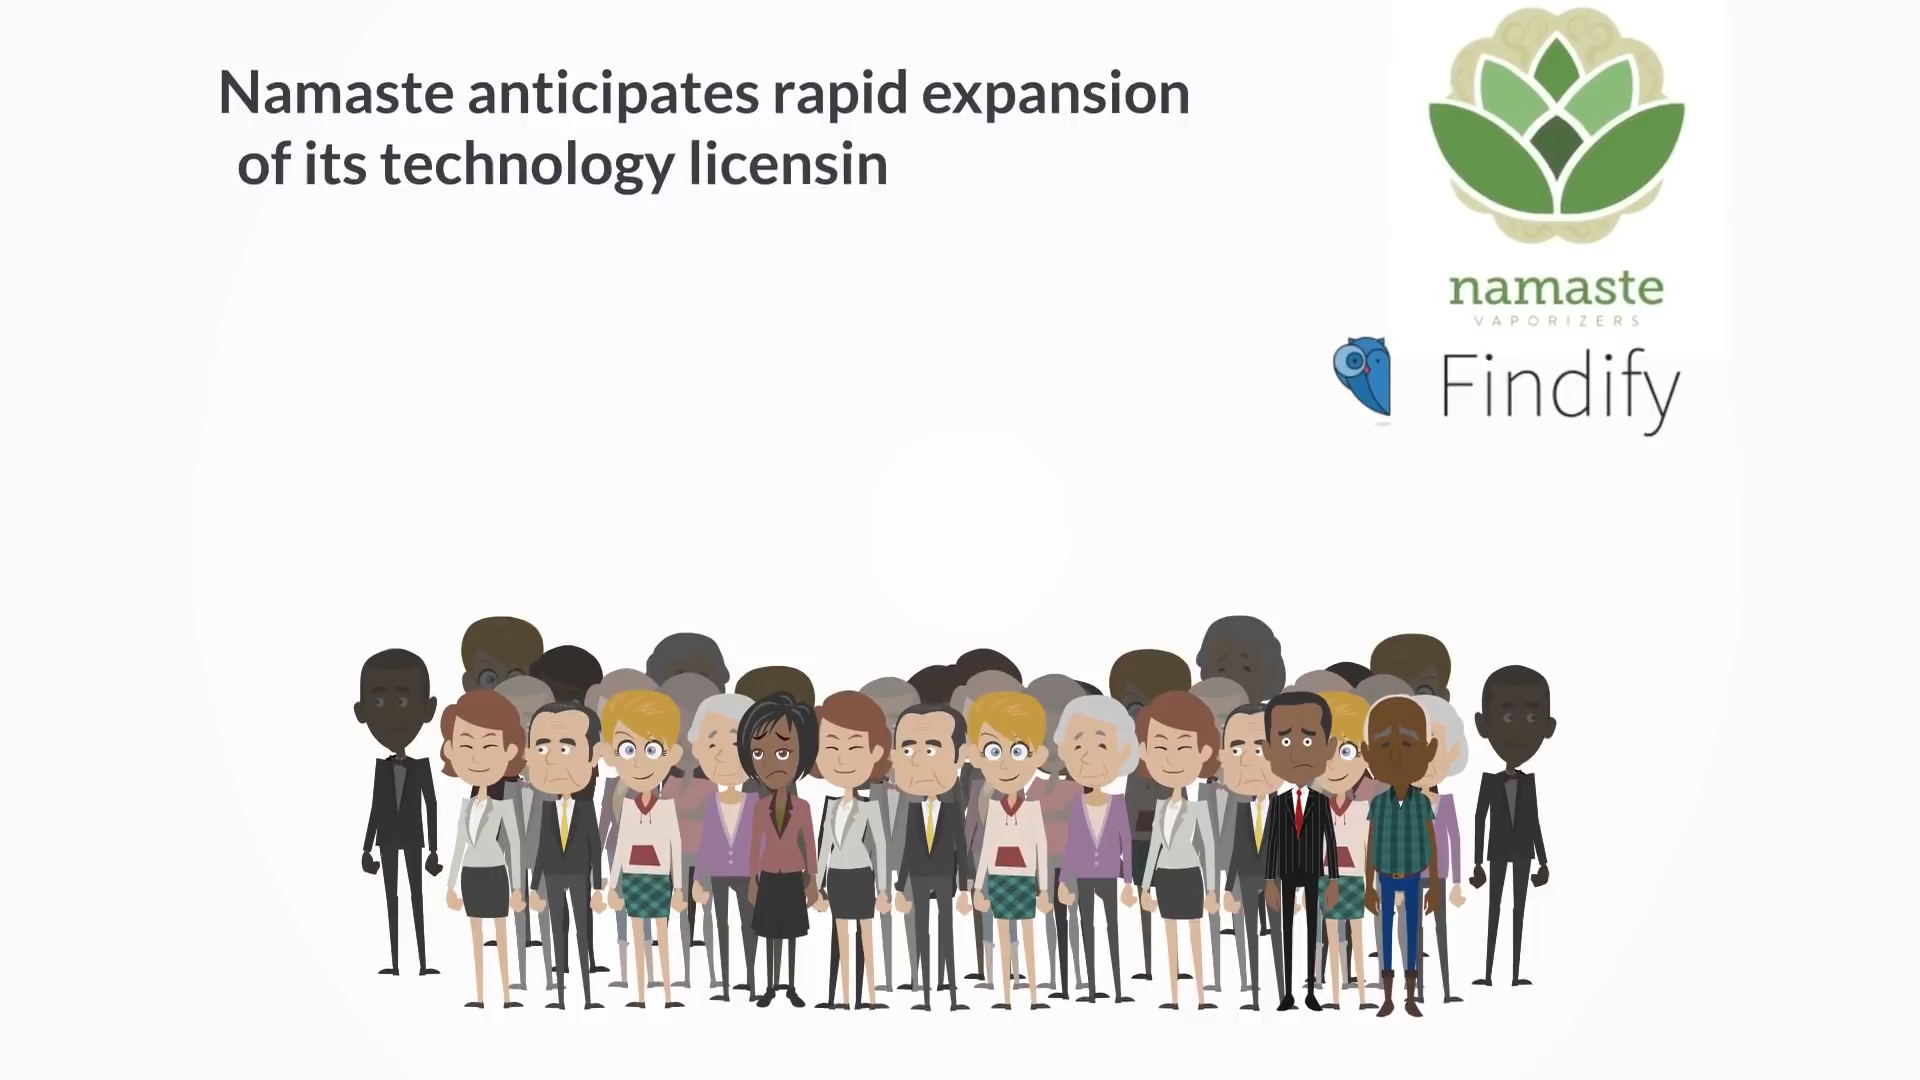 Namaste anticipates rapid expansion
of its technology licensin
namaste
VAPORIZERS
Findify